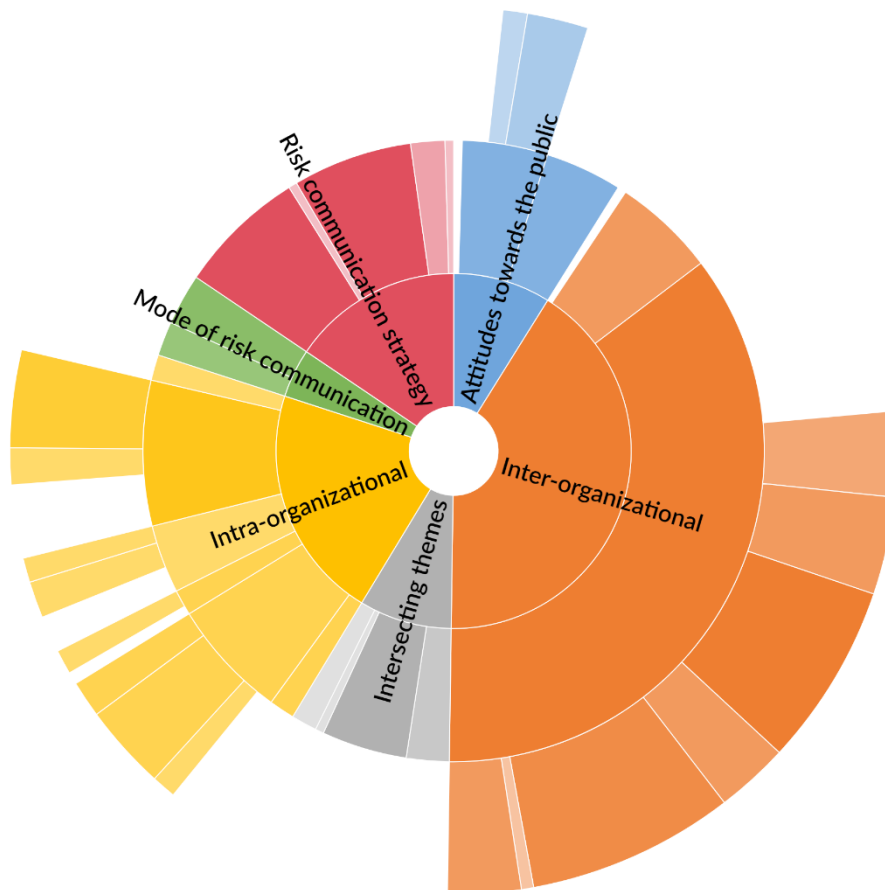 Attitudes towards the public
Inter-organizational
Intersecting themes
Intra-organizational
Mode of risk communication
Risk communication strategy